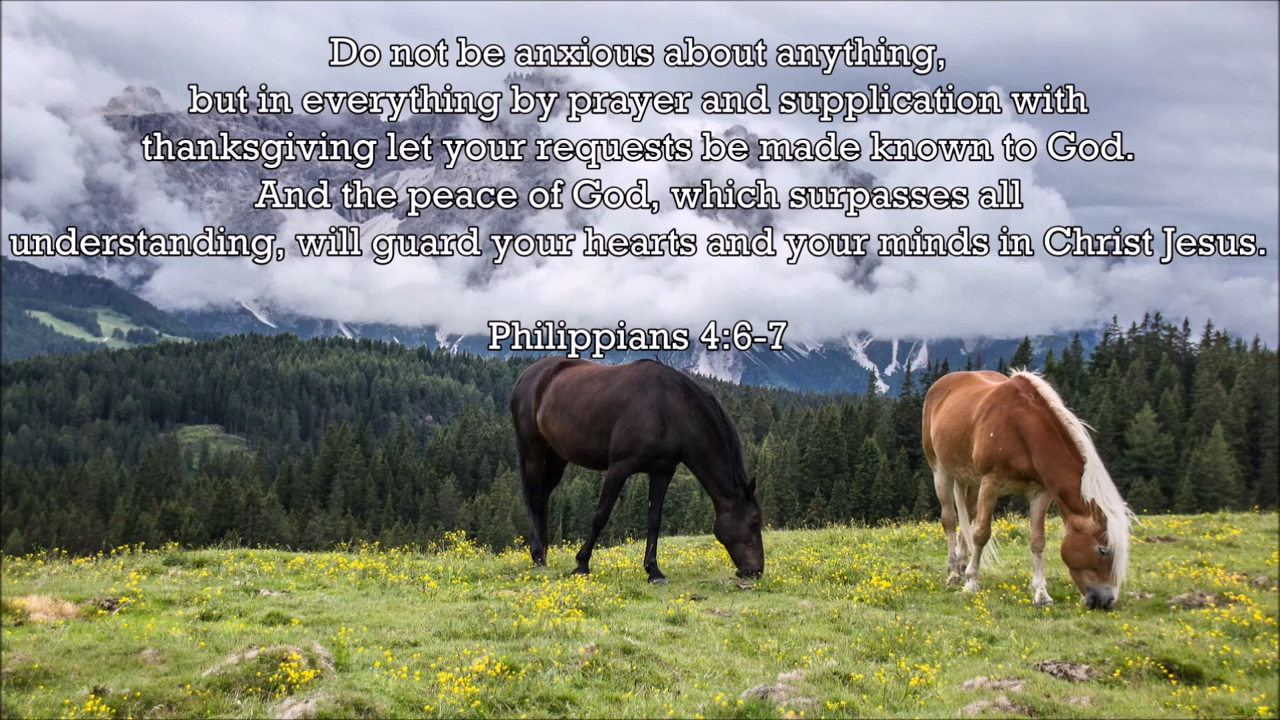 Do not be anxious about anything,
but in everything by prayer and supplication with
thanksgiving let your requests be made known to God.
And the peace of God, which surpasses all
understanding, will guard your hearts and your minds in Christ Jesus.
Philippians 4:6-7